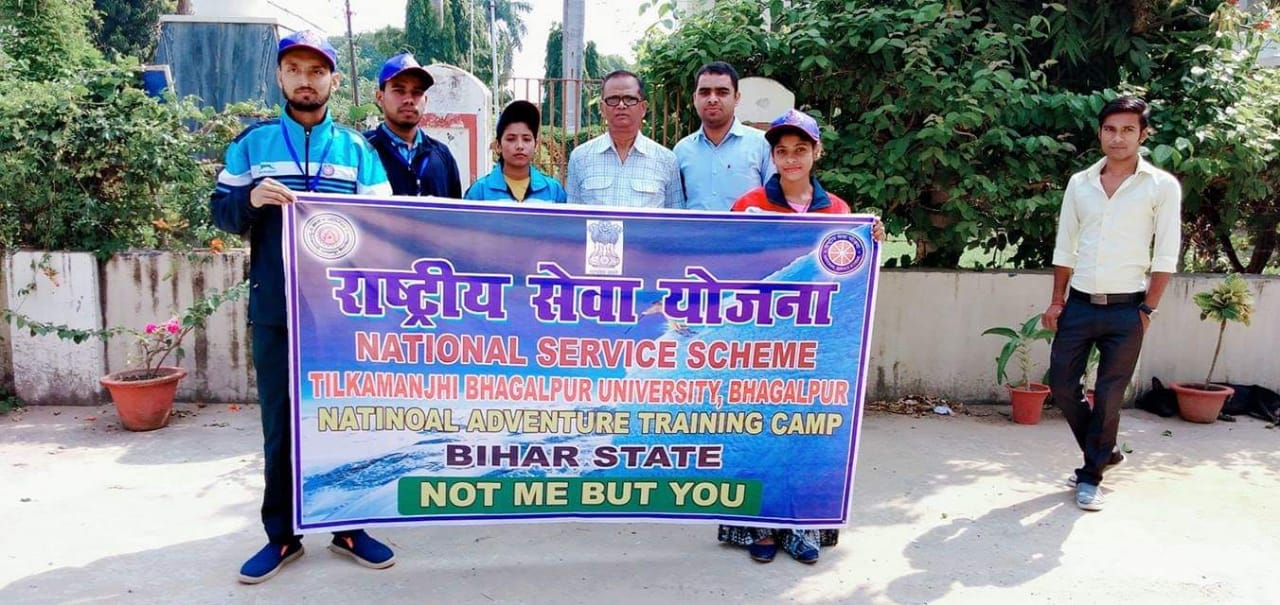 राष्ट्रीय सेवा योजना
NATIONAL SERVICE SCHEME
TILKAMANJHI BHAGALPUR UNIVERSITY, BHAGALPUR
NATINOAL ADVENTURE TRAINING CAMP
BIHAR STATE
NOT ME BUT YOU